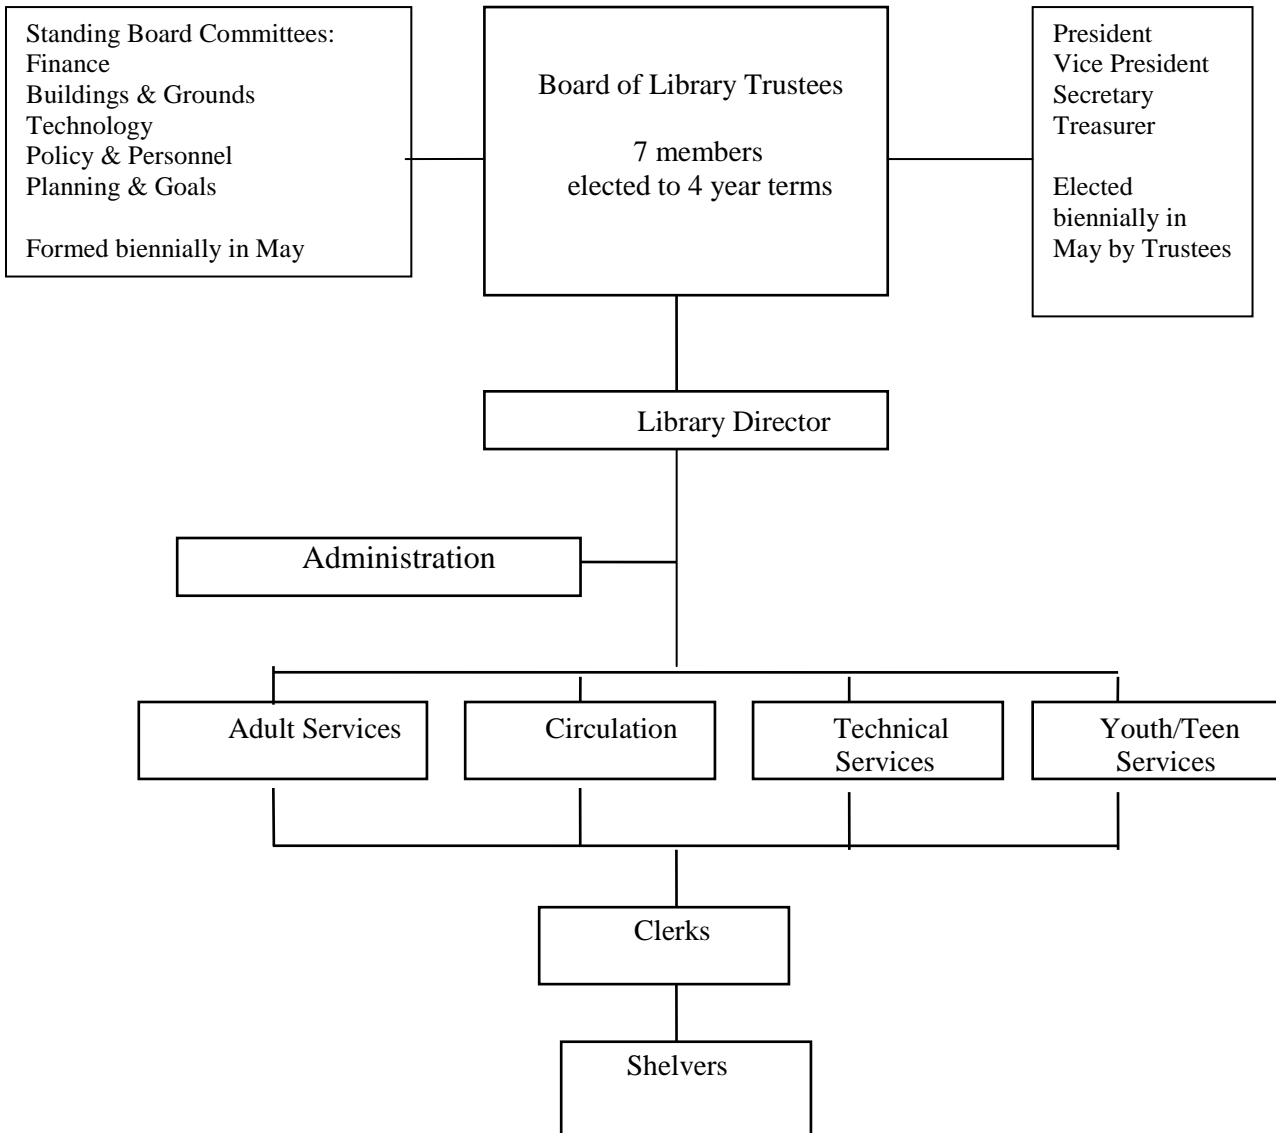 Standing Board Committees:
Finance
Buildings & Grounds
Technology
Policy & Personnel
Planning & Goals
Formed biennially in May
Board of Library Trustees
7 members
elected to 4 year terms
President
Vice President
Secretary
Treasurer
Elected
biennially in
May by Trustees
Library Director
Administration
Adult Services
Circulation
Technical
Services
Youth/Teen
Services
Clerks
Shelvers